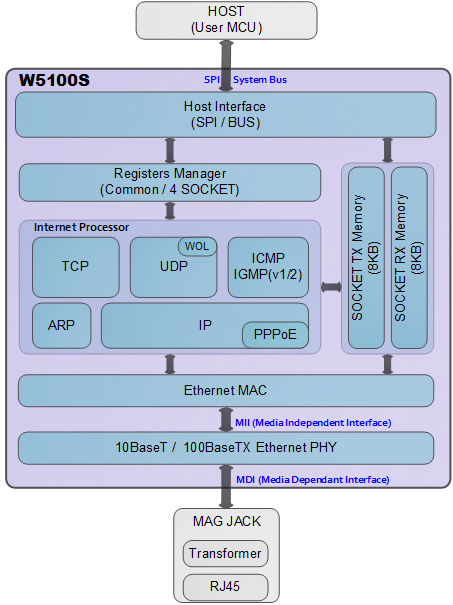 HOST
(User MCU)
W5100S
SPI System Bus
Host Interface
(SPI / BUS)
Registers Manager
(Common / 4 SOCKET)
Internet Processor
TCP
UDP
WOL
ICMP
IGMP(v1/2)
ARP
IP
PPPoE
SOCKET TX Memory
(8KB)
SOCKET RX Memory
(8KB)
Ethernet MAC
MII (Media Independent Interface)
10BaseT / 100BaseTX Ethernet PHY
MDI (Media Dependant Interface)
MAG JACK
Transformer
RJ45